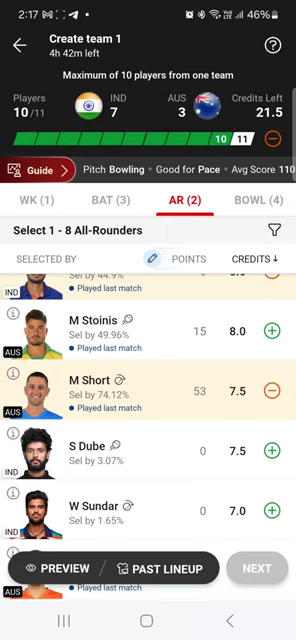 2:17 46%
Create team 1
4h 42m left
Maximum of 10 players from one team
Players IND AUS Credits Left
10/11 7 3 21.5
10 11
Guide Pitch Bowling • Good for Pace • Avg Score 110
WK (1) BAT (3) AR (2) BOWL (4)
Select 1 - 8 All-Rounders
SELECTED BY POINTS CREDITS↓
Sel by 44.9%
IND • Played last match
M Stoinis
Sel by 49.96% 15 8.0
AUS • Played last match
M Short
Sel by 74.12% 53 7.5
AUS • Played last match
S Dube
Sel by 3.07% 0 7.5
IND
W Sundar
Sel by 1.65% 0 7.0
IND
PREVIEW / PAST LINEUP NEXT
AUS • Played last match